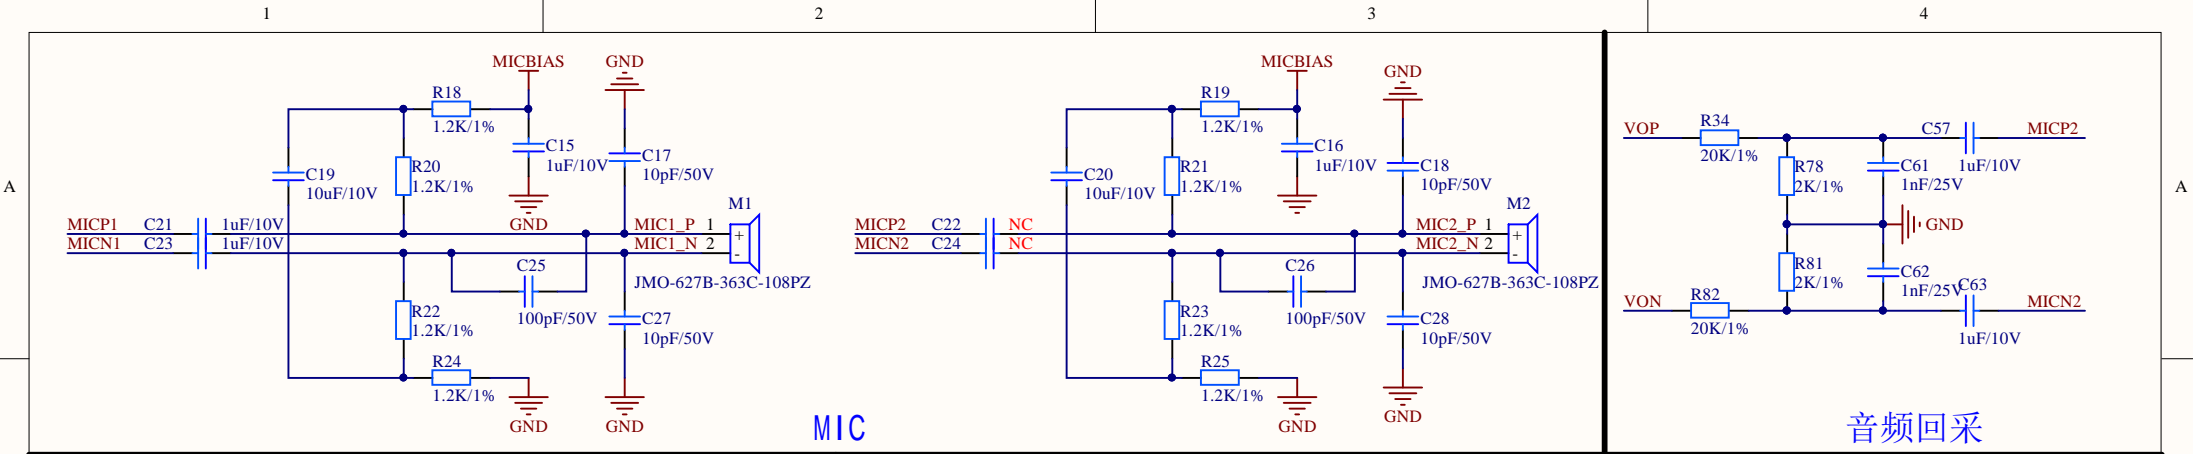 1 2 3 4
MICBIAS GND MICBIAS GND
R18 R19
1.2K/1% 1.2K/1%
R34 C57
VOP MICP2
20K/1% 1uF/10V
C15 C17 C16 C18
1uF/10V 10pF/50V 1uF/10V 10pF/50V
C19 R20 C20 R21
10uF/10V 1.2K/1% 10uF/10V 1.2K/1%
R78 C61
2K/1% 1nF/25V
A A
M1 M2
MICP1 C21 1uF/10V GND MIC1_P 1 +
MICN1 C23 1uF/10V MIC1_N 2 -
MICP2 C22 NC MIC2_P 1 +
MICN2 C24 NC MIC2_N 2 -
GND
C25 JMO-627B-363C-108PZ C26 JMO-627B-363C-108PZ
100pF/50V 100pF/50V
R81 C62
2K/1% 1nF/25V
R22 C27 R23 C28
1.2K/1% 10pF/50V 1.2K/1% 10pF/50V
VON R82 C63 MICN2
20K/1% 1uF/10V
R24 R25
1.2K/1% 1.2K/1%
GND GND GND GND
MIC
音频回采